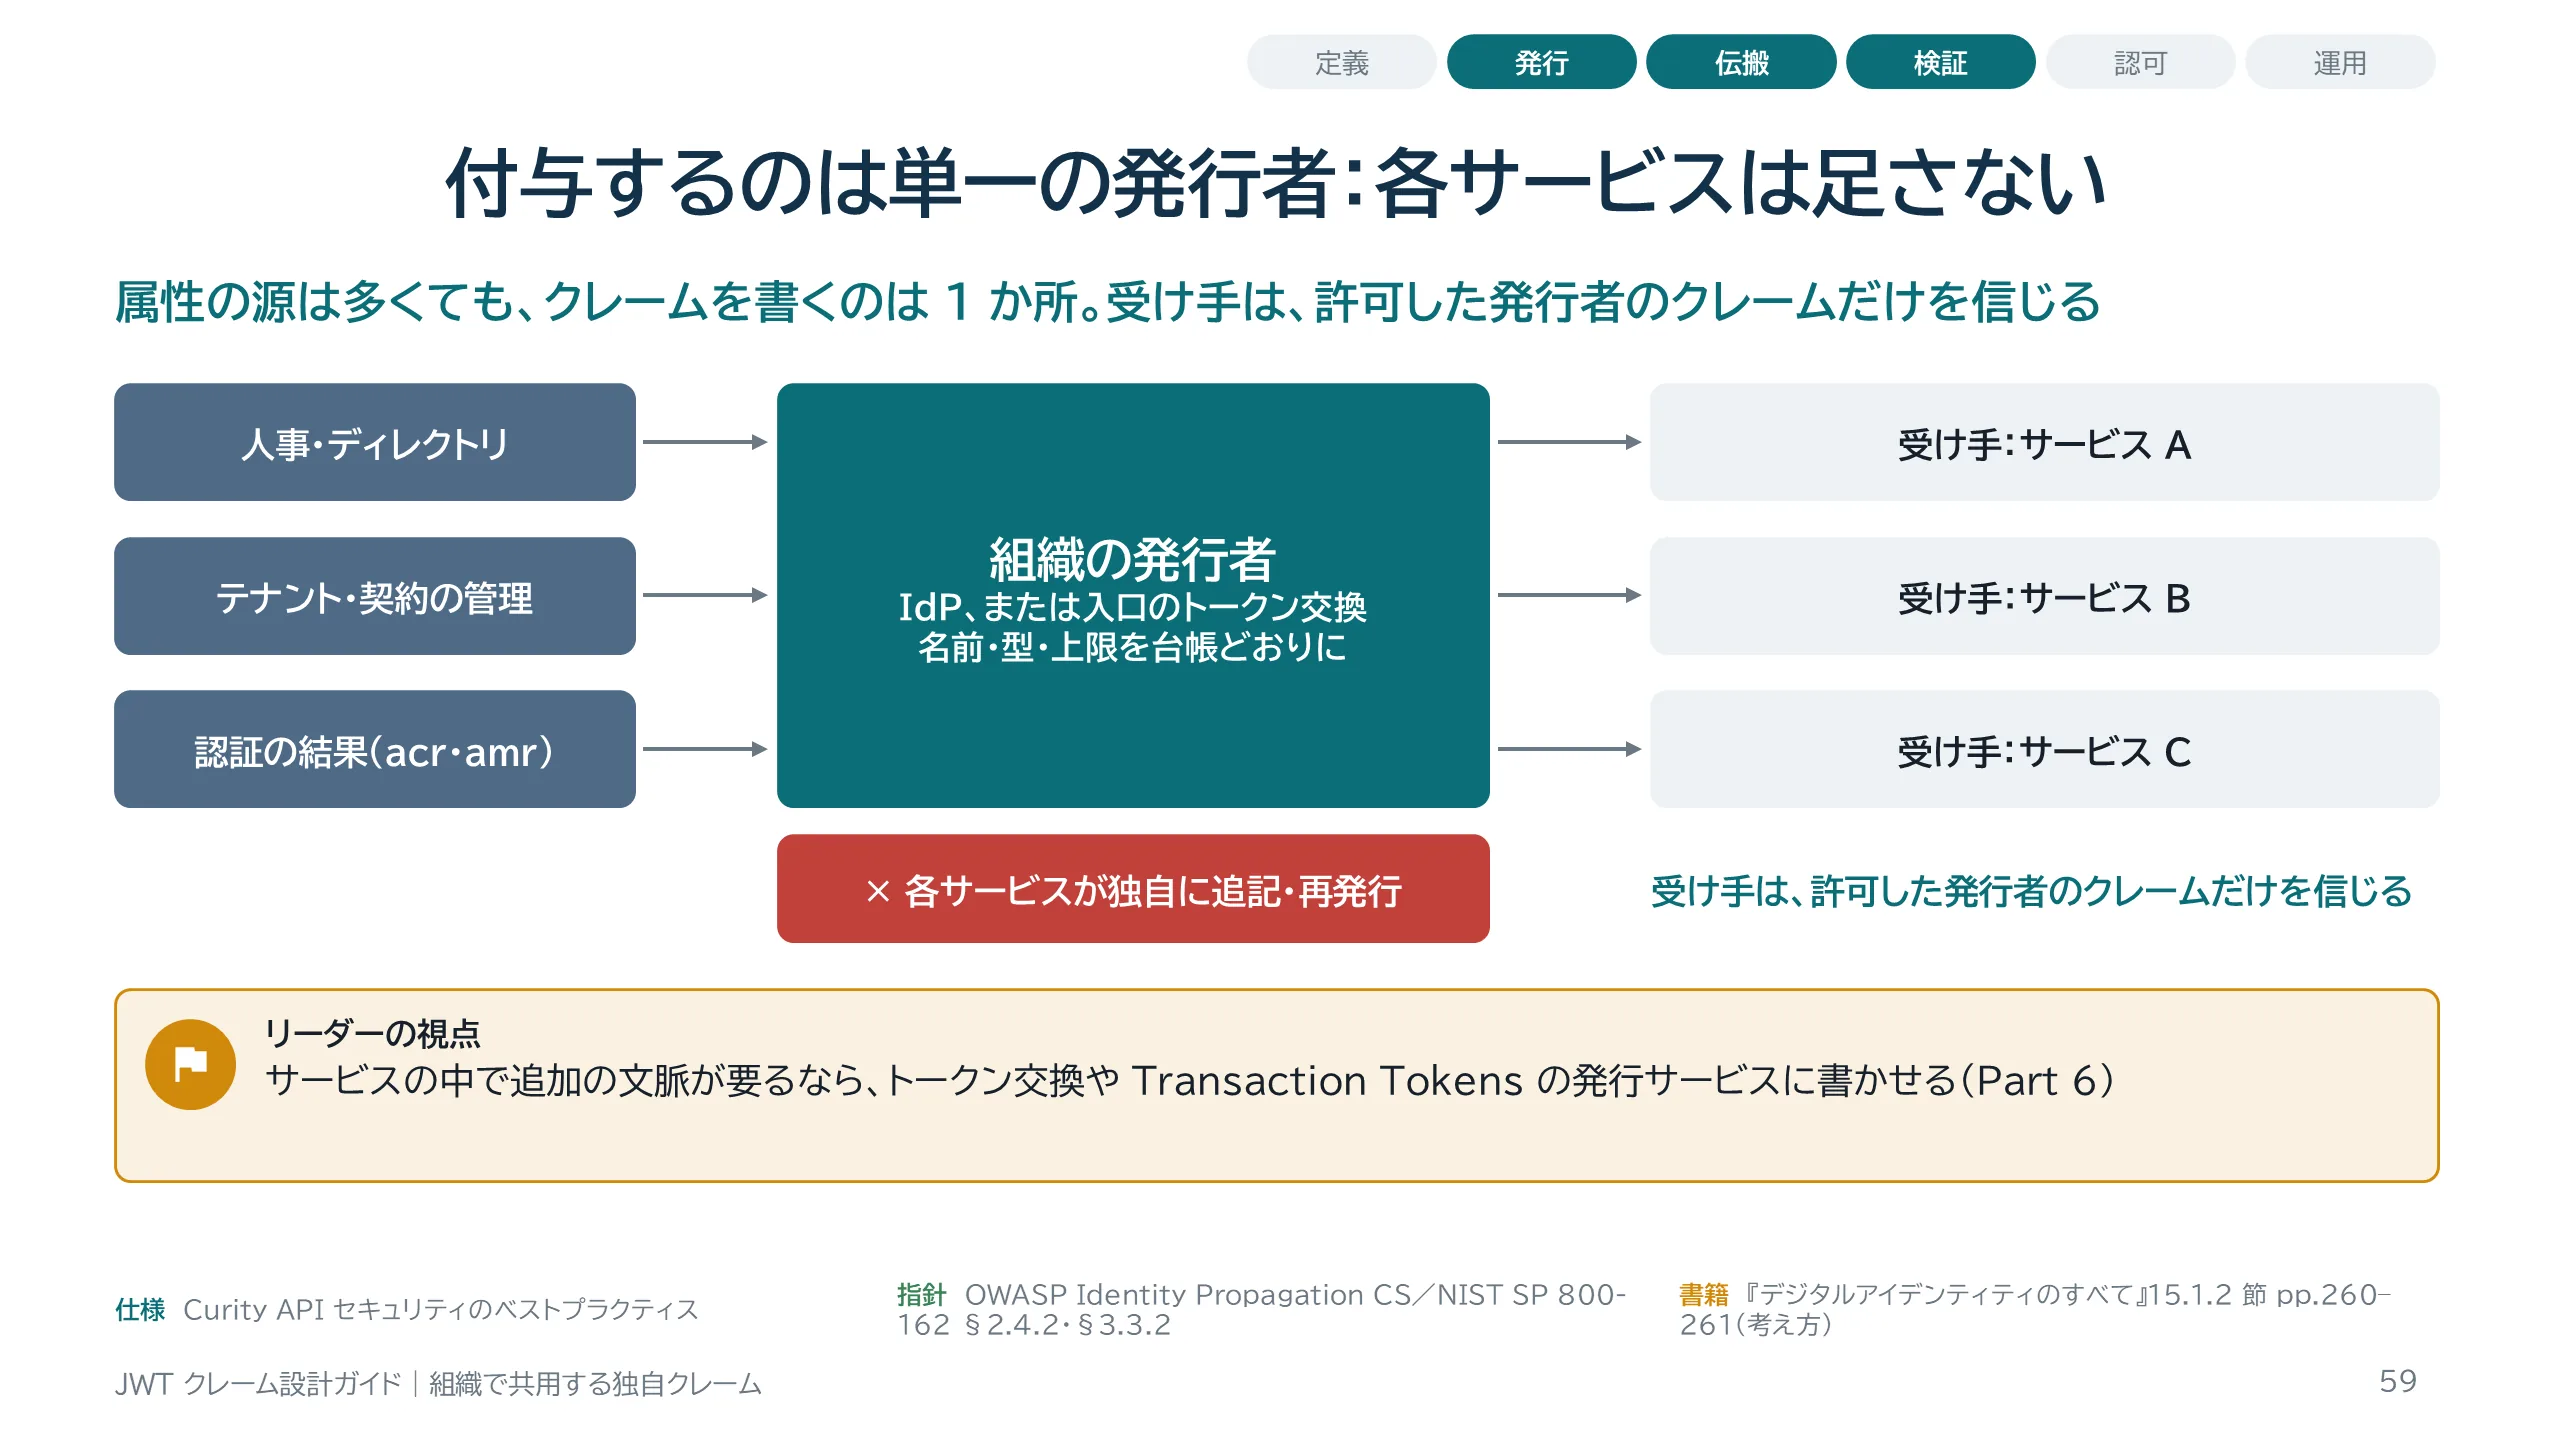 定義
発行
伝搬
検証
認可
運用
付与するのは単一の発行者：各サービスは足さない
属性の源は多くても、クレームを書くのは 1 か所。受け手は、許可した発行者のクレームだけを信じる
人事・ディレクトリ
テナント・契約の管理
認証の結果（acr・amr）
組織の発行者
IdP、または入口のトークン交換
名前・型・上限を台帳どおりに
× 各サービスが独自に追記・再発行
受け手：サービス A
受け手：サービス B
受け手：サービス C
受け手は、許可した発行者のクレームだけを信じる
リーダーの視点
サービスの中で追加の文脈が要るなら、トークン交換や Transaction Tokens の発行サービスに書かせる（Part 6）
仕様 Curity API セキュリティのベストプラクティス
指針 OWASP Identity Propagation CS／NIST SP 800-
162 §2.4.2・§3.3.2
書籍 『デジタルアイデンティティのすべて』15.1.2 節 pp.260–
261（考え方）
JWT クレーム設計ガイド｜組織で共用する独自クレーム
59